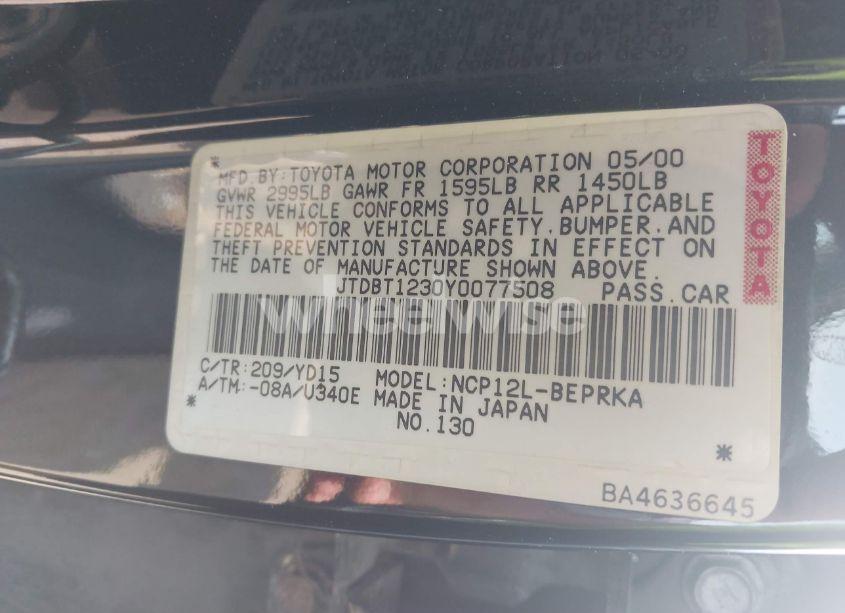 MFD.BY:TOYOTA MOTOR CORPORATION 05/00
GVWR 2995LB GAWR FR 1595LB RR 1450LB
THIS VEHICLE CONFORMS TO ALL APPLICABLE
FEDERAL MOTOR VEHICLE SAFETY,BUMPER,AND
THEFT PREVENTION STANDARDS IN EFFECT ON
THE DATE OF MANUFACTURE SHOWN ABOVE.
JTDBT1230Y0077508 PASS.CAR
TOYOTA
wheelwise
C/TR:209/YD15 MODEL:NCP12L-BEPRKA
A/TM:-08A/U340E MADE IN JAPAN
NO.130
BA4636645